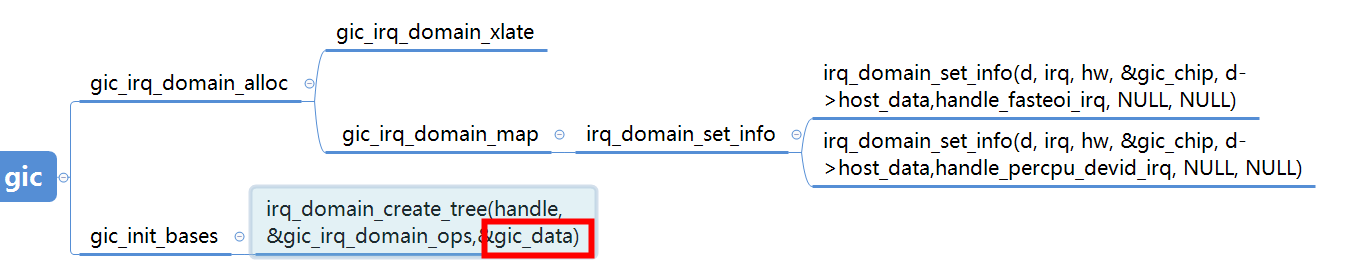 gic
gic_irq_domain_alloc
gic_irq_domain_xlate
gic_irq_domain_map
irq_domain_set_info
irq_domain_set_info(d, irq, hw, &gic_chip, d-
>host_data,handle_fasteoi_irq, NULL, NULL)
irq_domain_set_info(d, irq, hw, &gic_chip, d-
>host_data,handle_percpu_devid_irq, NULL, NULL)
gic_init_bases
irq_domain_create_tree(handle,
&gic_irq_domain_ops,&gic_data)